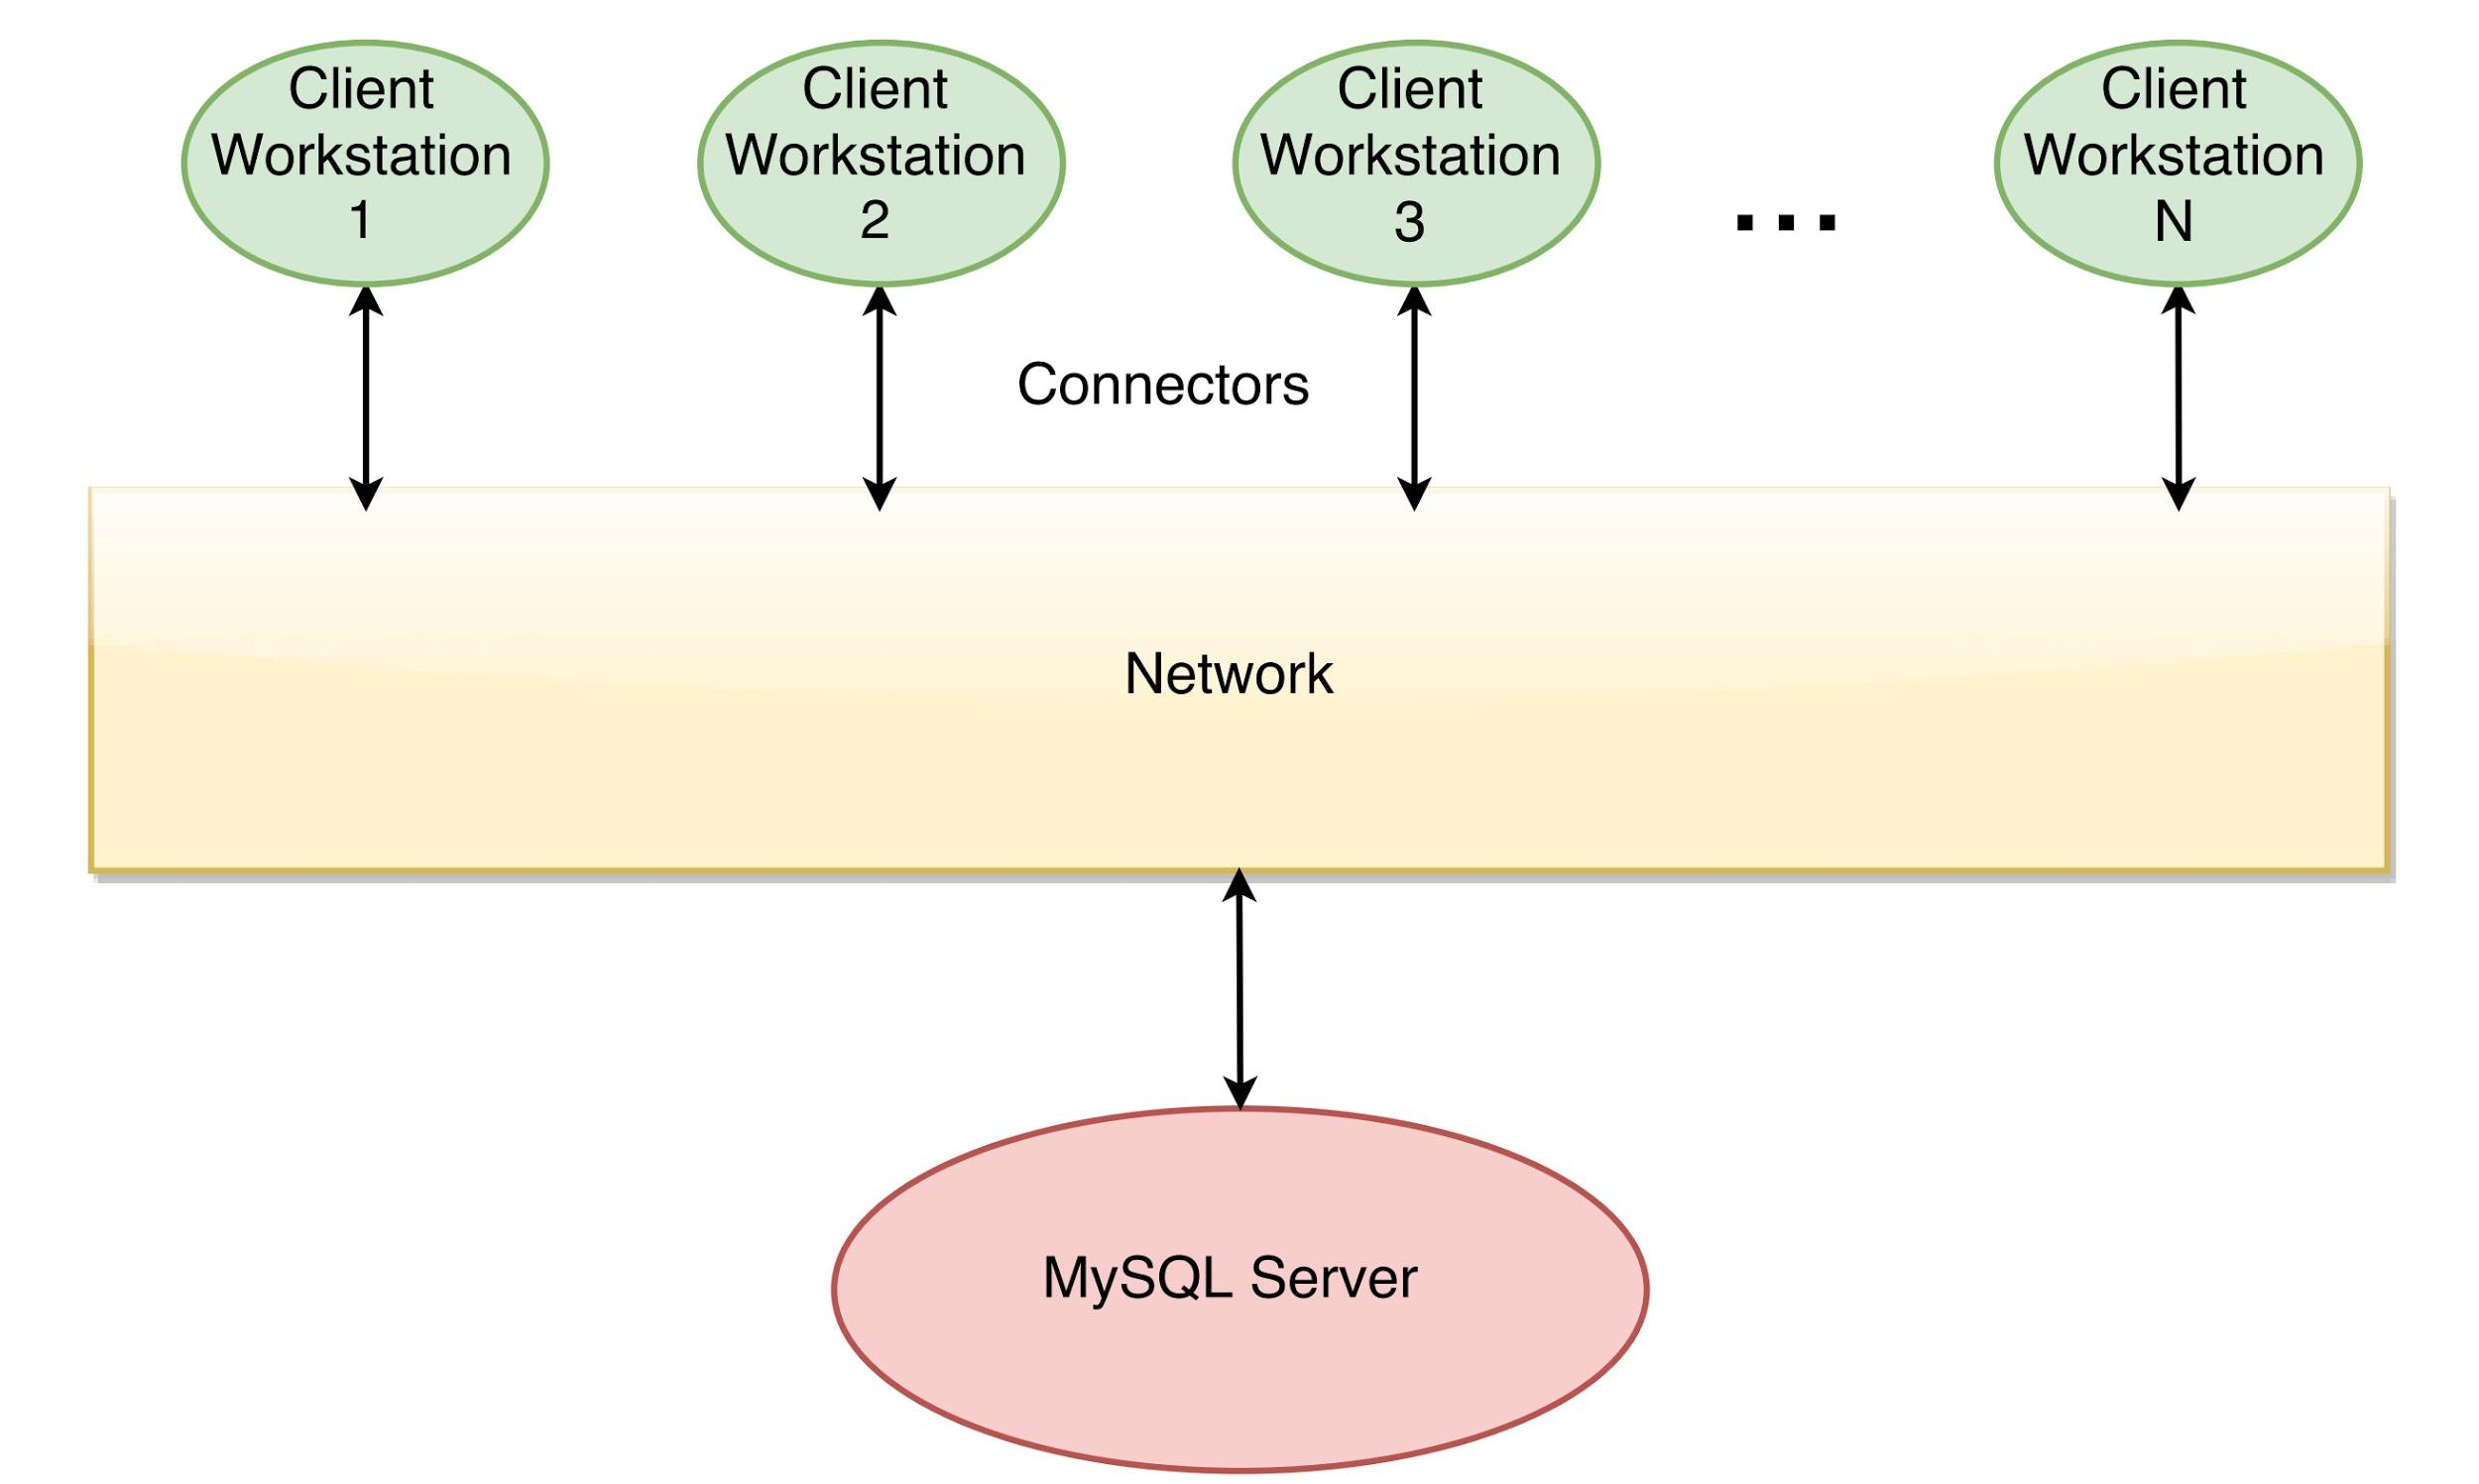 Client
Workstation
1
Client
Workstation
2
Client
Workstation
3
...
Client
Workstation
N
Connectors
Network
MySQL Server